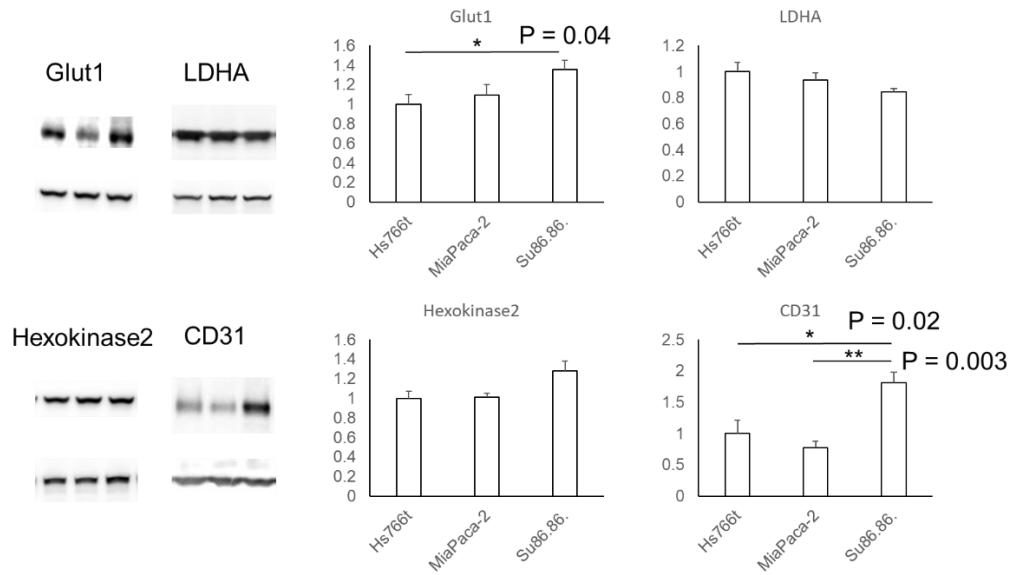 Glut1
LDHA
Glut1
P = 0.04
*
1.6
1.4
1.2
1
0.8
0.6
0.4
0.2
0
Hs766t
MiaPaca-2
Su86.86.
LDHA
1.2
1
0.8
0.6
0.4
0.2
0
Hs766t
MiaPaca-2
Su86.86.
Hexokinase2
CD31
Hexokinase2
1.6
1.4
1.2
1
0.8
0.6
0.4
0.2
0
Hs766t
MiaPaca-2
Su86.86.
CD31
P = 0.02
*
** P = 0.003
2.5
2
1.5
1
0.5
0
Hs766t
MiaPaca-2
Su86.86.